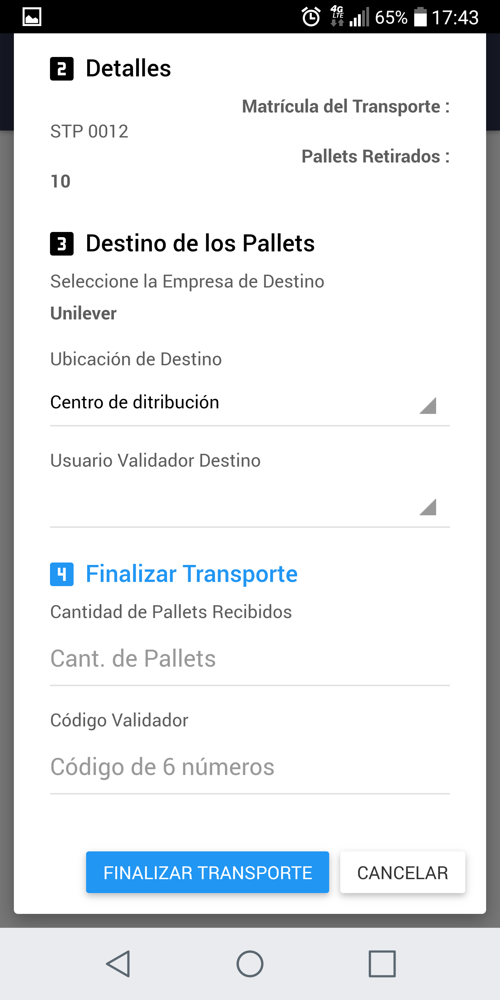 4G LTE 65% 17:43
2 Detalles
Matrícula del Transporte :
STP 0012
Pallets Retirados :
10
3 Destino de los Pallets
Seleccione la Empresa de Destino
Unilever
Ubicación de Destino
Centro de ditribución
Usuario Validador Destino
4 Finalizar Transporte
Cantidad de Pallets Recibidos
Cant. de Pallets
Código Validador
Código de 6 números
FINALIZAR TRANSPORTE CANCELAR